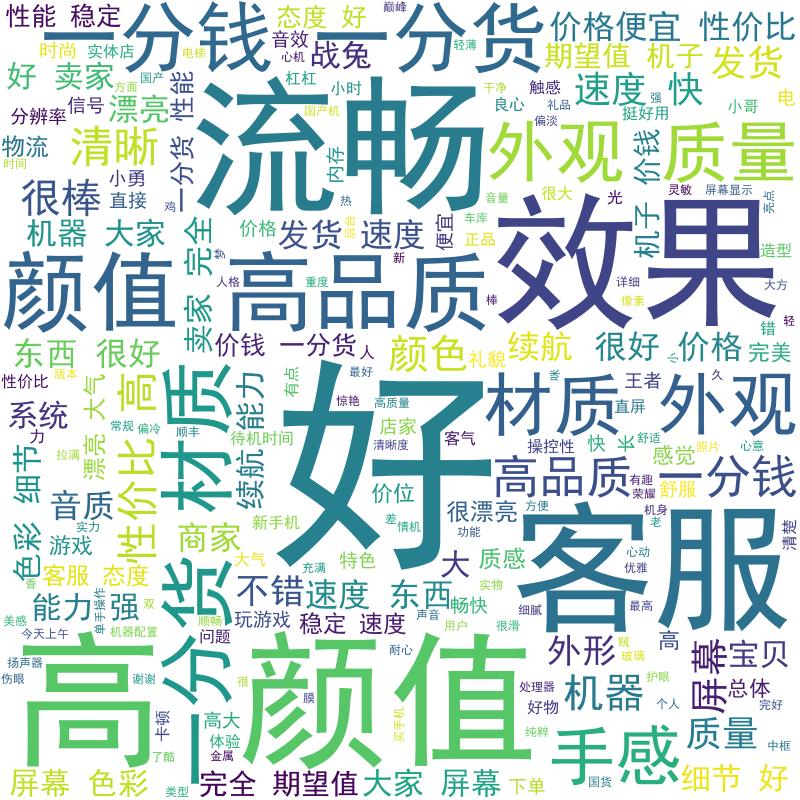 性能 稳定
一分钱 一分货
态度 好
巅峰
价格便宜 性价比
时尚 实体店
电梯
音效
心机
战兔
轻薄
期望值 机子
发货
好 卖家
方面
国产
杠杠
小时
干净
触感
速度 快
电
分辨率
信号
漂亮
性能
国产机
良心
礼品
强
挺好用
小哥
流畅
偏淡
物流
清晰
一分货
内存
外观
价钱
质量
时间
小勇
很棒
直接
鸡
热
音量
很大
光
灵敏
屏幕显示
亮点
机器 大家
完全
价格
发货 速度
后台
便宜
车库
正品
效果
机子
造型
颜值
卖家
梦
人格
高品质
重度
新
棒
详细
像素
大方
轻
错
东西 很好
价钱 一分货
人
颜色
礼貌
续航
很好 价格
小
完美
性价比
版本
高
材质
有点
最好
好
材质
王者
外观
久
系统
大气
能力
惊艳
高质量
直屏
力
常规
偏冷
顺丰
待机时间
店家
清晰度
客气
操控性
快
长
舒适
照片
心意
拉满
漂亮
性价比
续航
感觉
细节
价位
高品质
舒服
有趣
荣耀
一分钱
音质
实力
新手机
差
情机
很漂亮
功能
方便
机身
老
清楚
色彩
游戏
商家
大气
特色
大
质感
客服
心动
优雅
香
客服 态度
一分货
充满
不错
速度 东西
实物
能力 强
双
单手操作
顺畅
玩游戏
声音
畅快
细腻
最高
美感
今天上午
机器配置
问题
稳定 速度
用户
很滑
高
颜值
外形
贼
玻璃
高
屏幕
宝贝
扬声器
伤眼
谢谢
卡顿
很
膜
耐心
处理器
好物
机器
护眼
个人
总体
完好
高大
体验
买手机
了酷
金属
手感
纯粹
质量
中框
屏幕 色彩
类型
完全 期望值
大家 屏幕
下单
国货
细节 好